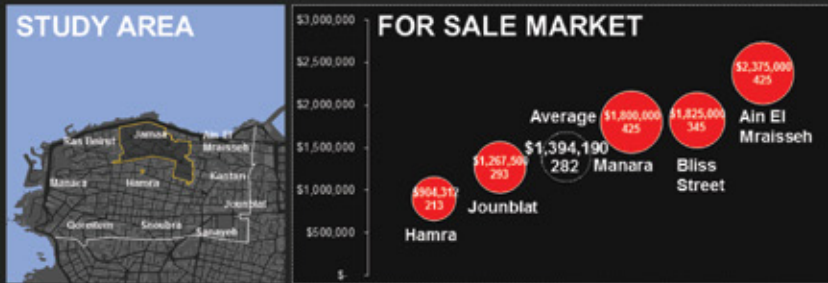 STUDY AREA
Ras Beirut
Jamaa
Ain El
Mraisseh
Manara
Hamra
Kantari
Jounblat
Qoreitem
Snoubra
Sanayeh
FOR SALE MARKET
$3,000,000
$2,500,000
$2,000,000
$1,500,000
$1,000,000
$500,000
$-
$904,312
213
Hamra
$1,267,500
293
Jounblat
Average
$1,394,190
282
$1,800,000
425
Manara
$1,825,000
345
Bliss
Street
$2,375,000
425
Ain El
Mraisseh